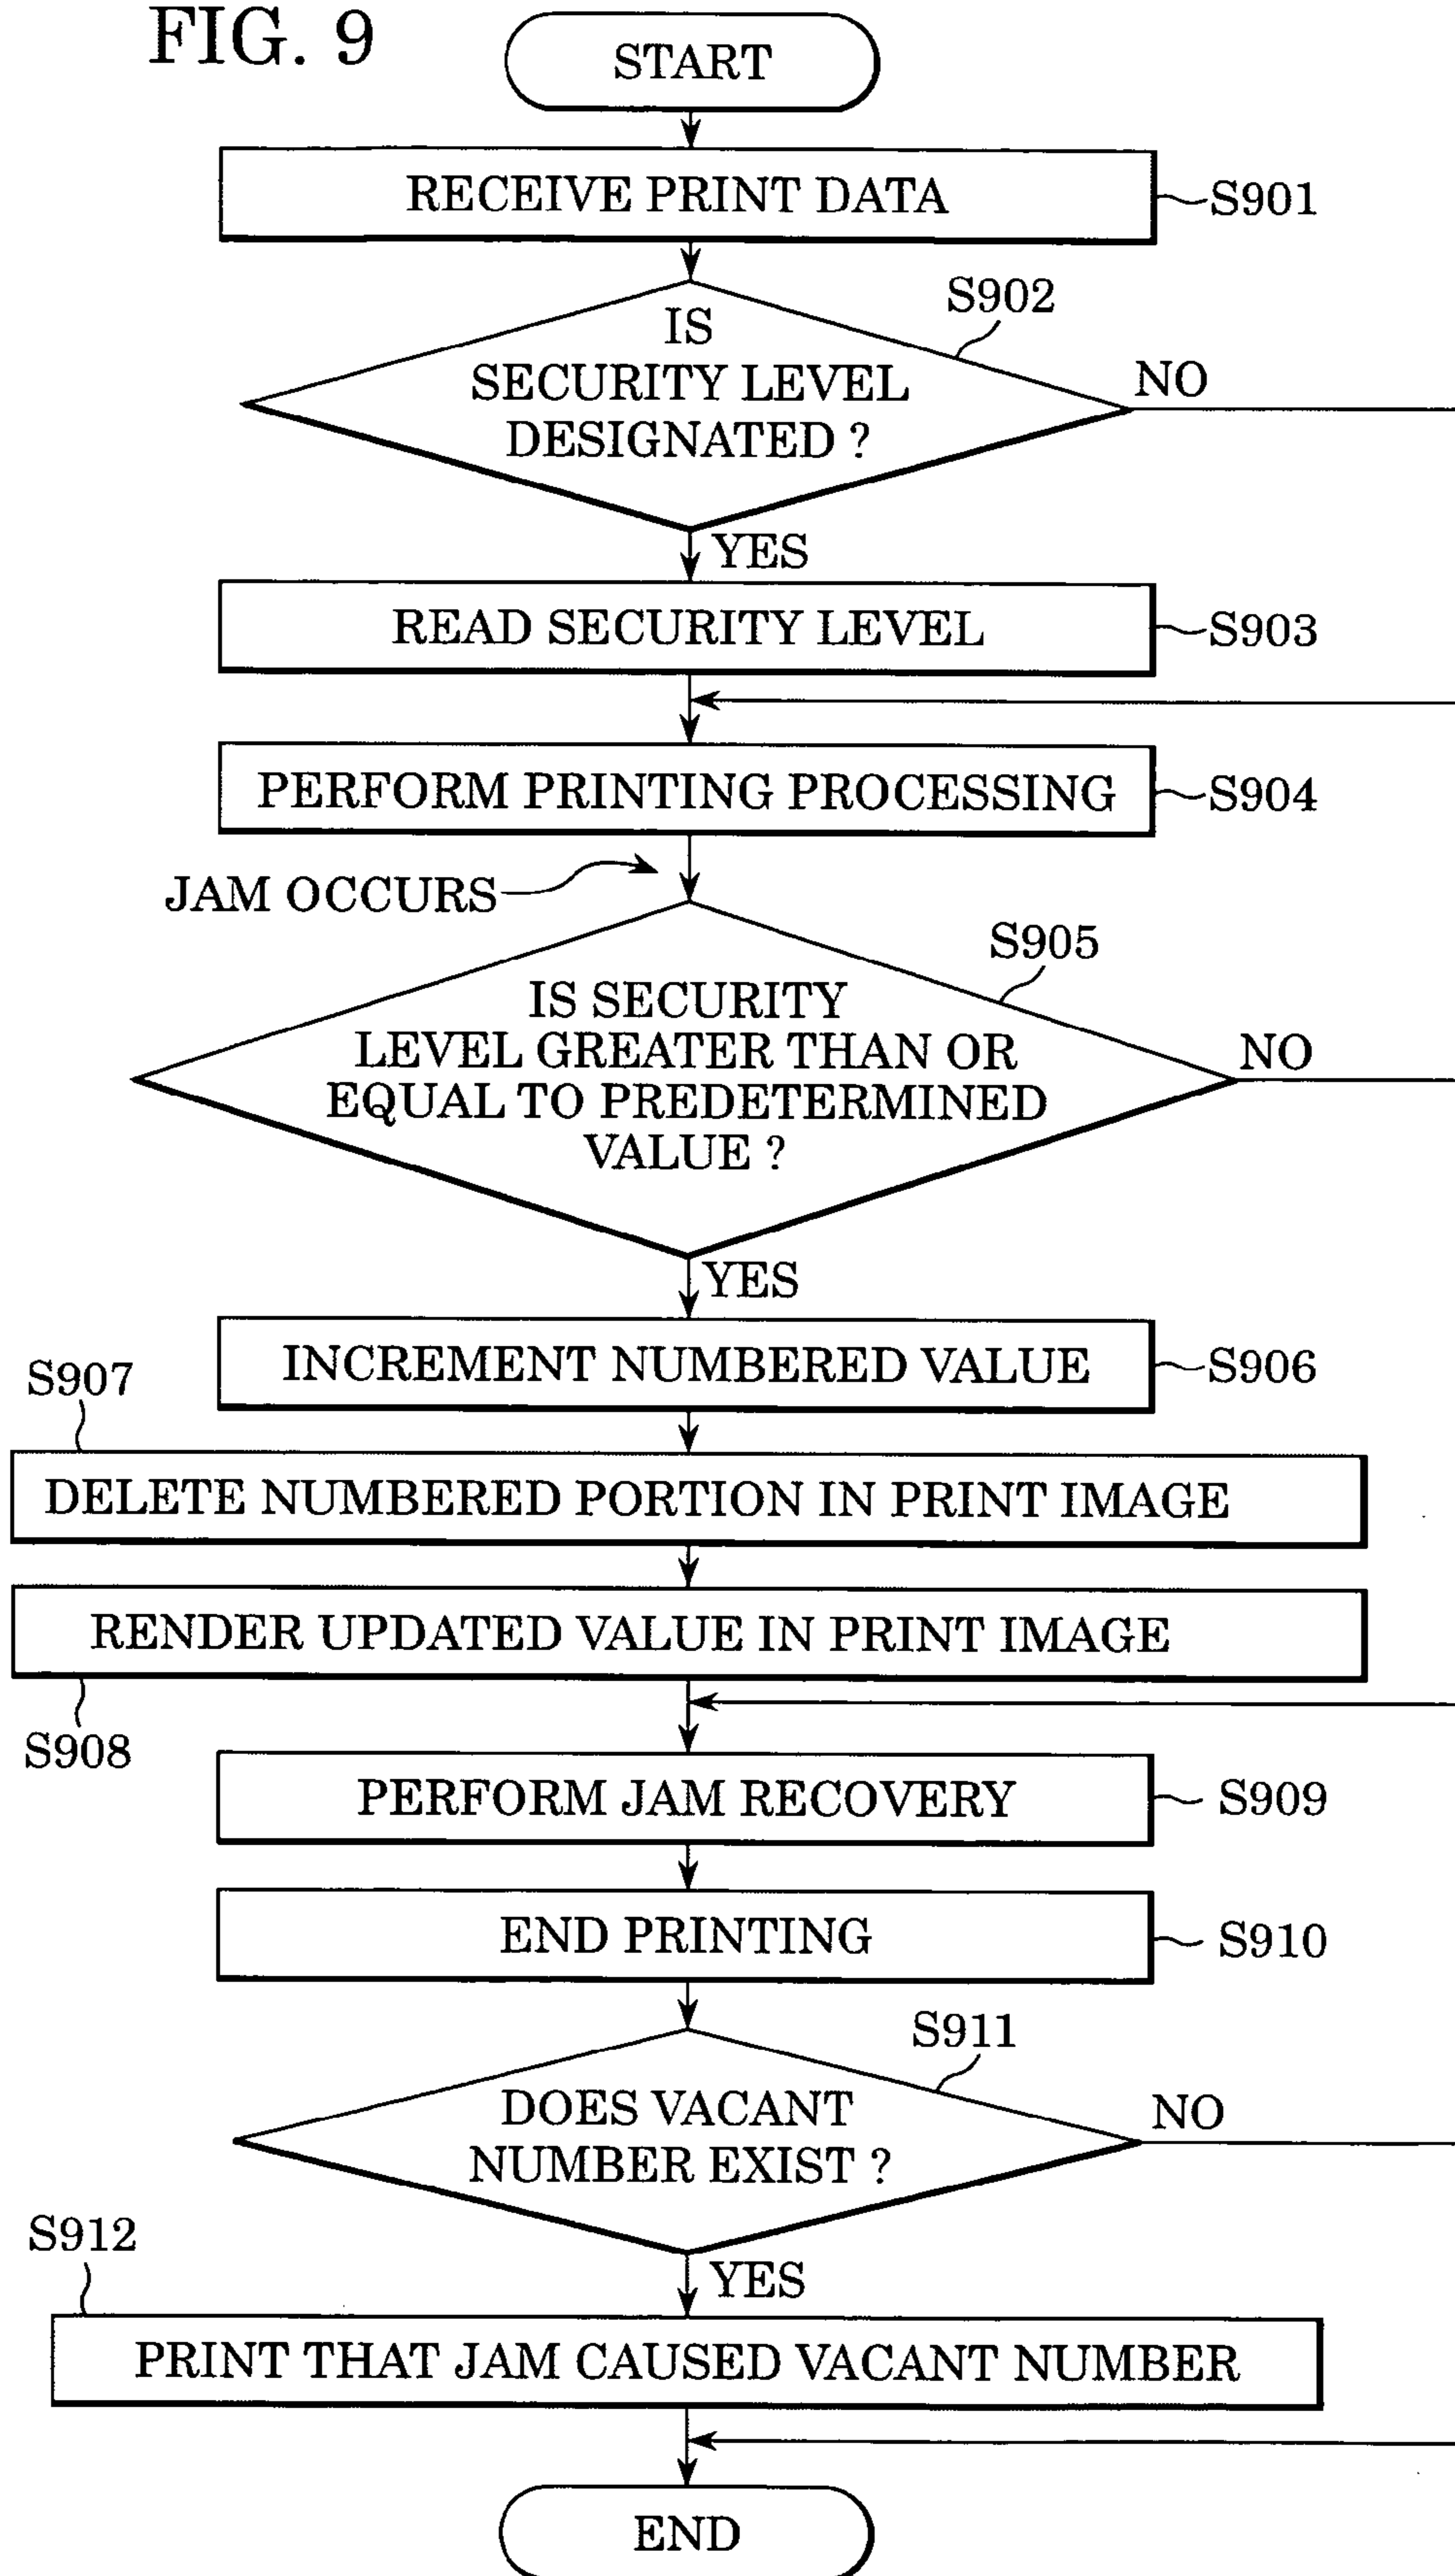 FIG. 9
START
RECEIVE PRINT DATA
S901
S902
IS
SECURITY LEVEL
DESIGNATED ?
NO
YES
READ SECURITY LEVEL
S903
PERFORM PRINTING PROCESSING
S904
JAM OCCURS
S905
IS SECURITY
LEVEL GREATER THAN OR
EQUAL TO PREDETERMINED
VALUE ?
NO
YES
INCREMENT NUMBERED VALUE
S906
S907
DELETE NUMBERED PORTION IN PRINT IMAGE
RENDER UPDATED VALUE IN PRINT IMAGE
S908
PERFORM JAM RECOVERY
S909
END PRINTING
S910
S911
DOES VACANT
NUMBER EXIST ?
NO
YES
S912
PRINT THAT JAM CAUSED VACANT NUMBER
END